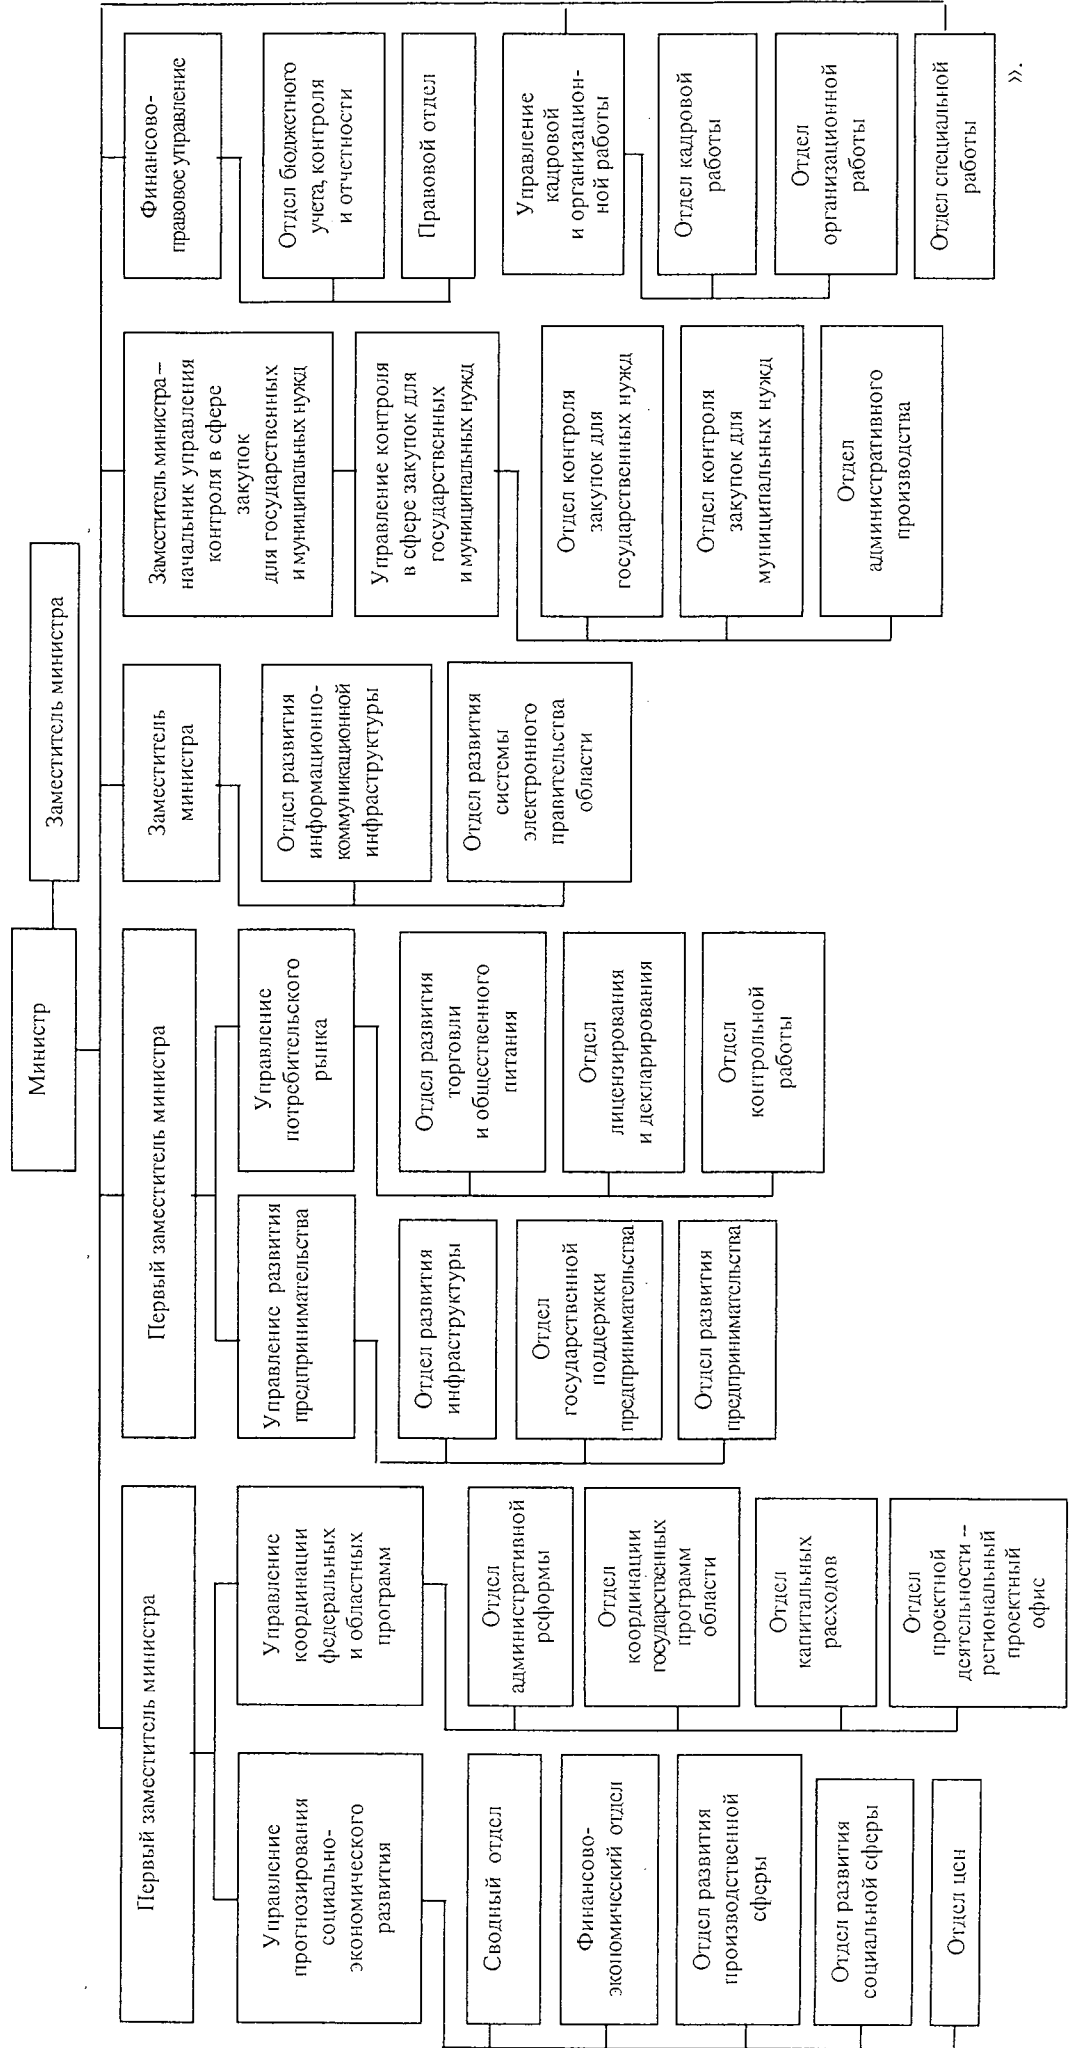 Министр
Заместитель министра
Первый заместитель министра
Управление
прогнозирования
социально-
экономического
развития
Сводный отдел
Финансово-
экономический отдел
Отдел развития
производственной
сферы
Отдел развития
социальной сферы
Отдел цен
Управление
координации
федеральных
и областных
программ
Отдел
административной
реформы
Отдел
координации
государственных
программ
области
Отдел
капитальных
расходов
Отдел
проектной
деятельности –
региональный
проектный
офис
Первый заместитель министра
Управление развития
предпринимательства
Отдел развития
инфраструктуры
Отдел
государственной
поддержки
предпринимательства
Отдел развития
предпринимательства
Управление
потребительского
рынка
Отдел развития
торговли
и общественного
питания
Отдел
лицензирования
и декларирования
Отдел
контрольной
работы
Заместитель
министра
Отдел развития
информационно-
коммуникационной
инфраструктуры
Отдел развития
системы
электронного
правительства
области
Заместитель министра –
начальник управления
контроля в сфере
закупок
для государственных
и муниципальных нужд
Управление контроля
в сфере закупок для
государственных
и муниципальных нужд
Отдел контроля
закупок для
государственных нужд
Отдел контроля
закупок для
муниципальных нужд
Отдел
административного
производства
Финансово-
правовое управление
Отдел бюджетного
учета, контроля
и отчетности
Правовой отдел
Управление
кадровой
и организацион-
ной работы
Отдел кадровой
работы
Отдел
организационной
работы
Отдел специальной
работы
».